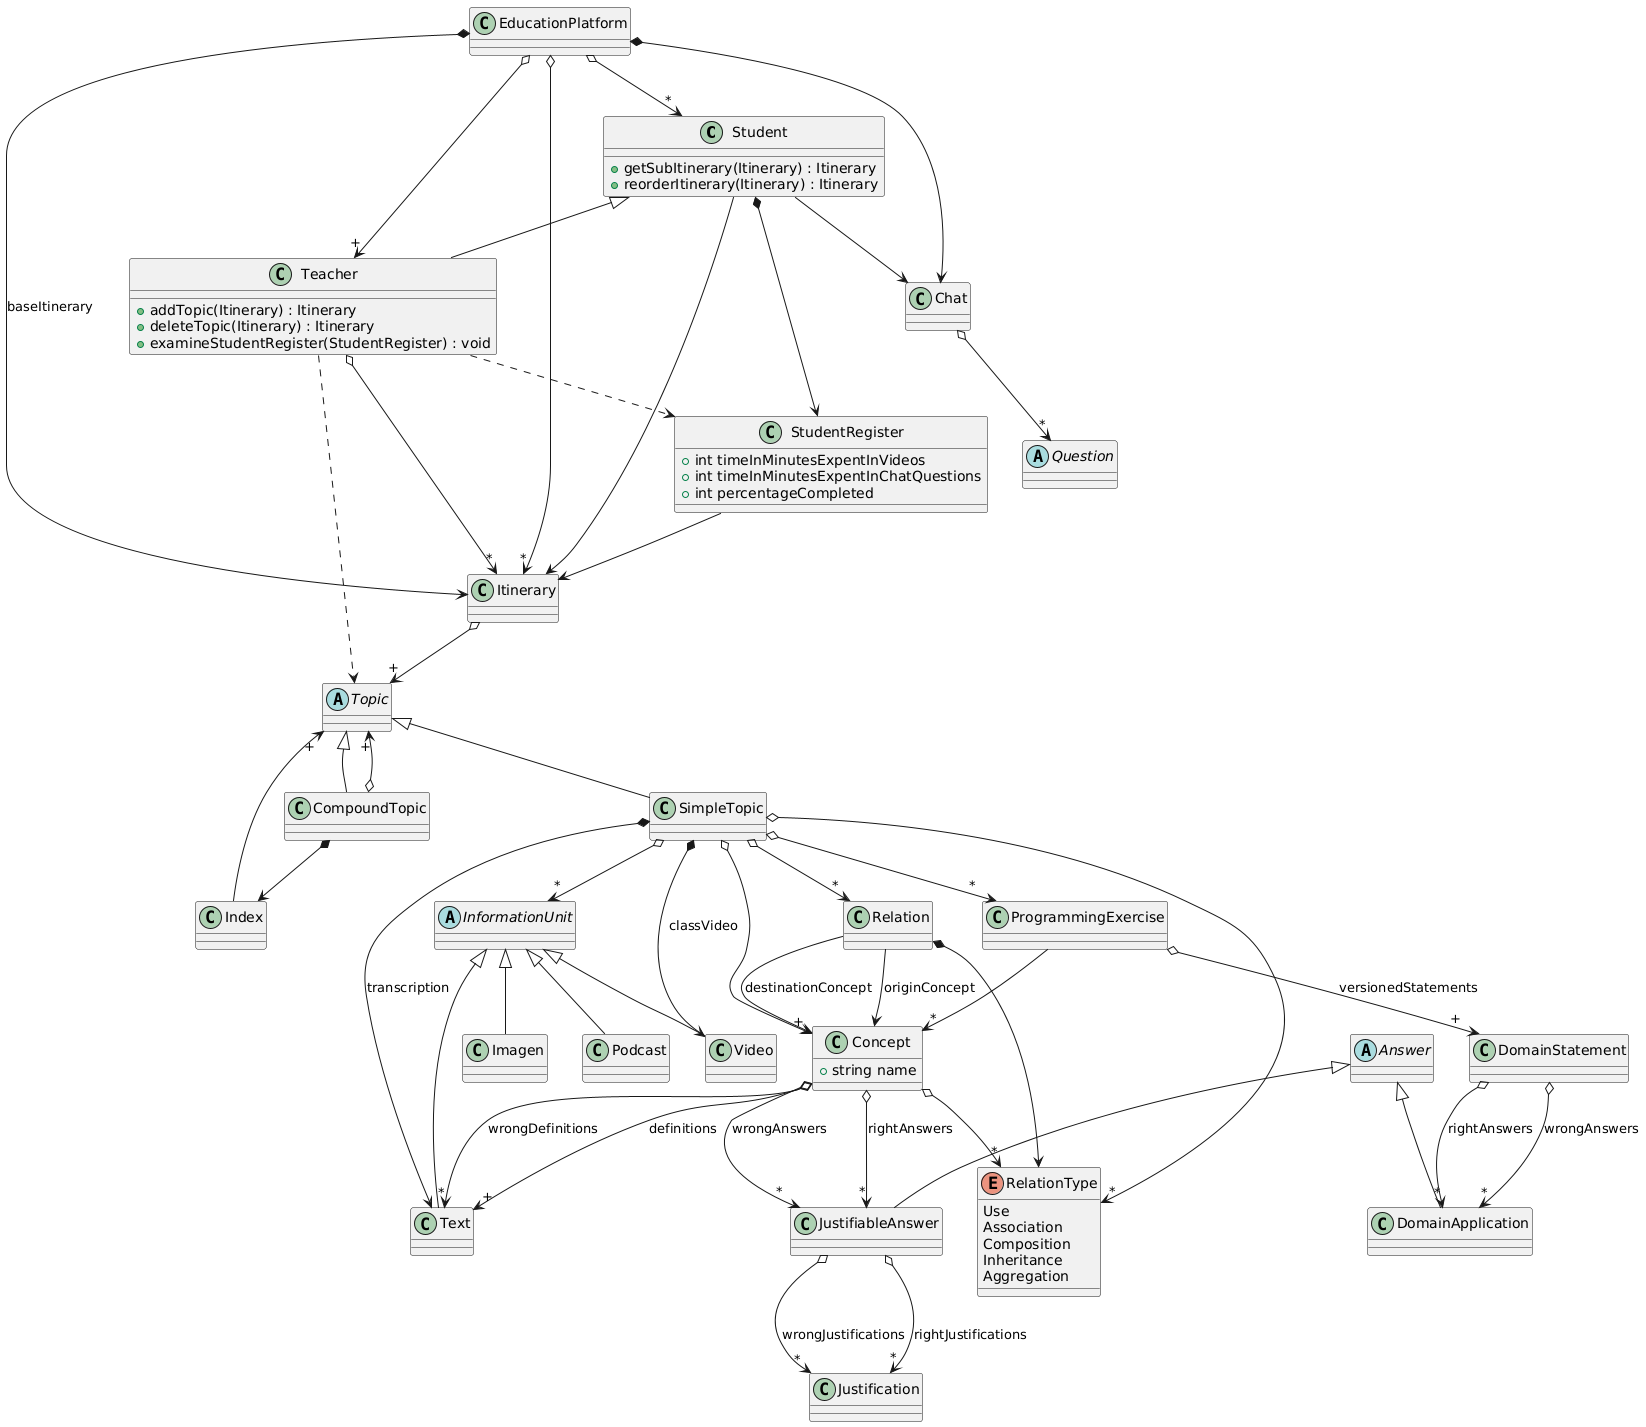 C EducationPlatform
*
C Student
+ getSubItinerary(Itinerary) : Itinerary
+ reorderItinerary(Itinerary) : Itinerary
+
C Teacher
+ addTopic(Itinerary) : Itinerary
+ deleteTopic(Itinerary) : Itinerary
+ examineStudentRegister(StudentRegister) : void
C Chat
baseItinerary
*
C StudentRegister
int timeInMinutesExpentInVideos
int timeInMinutesExpentInChatQuestions
int percentageCompleted
A Question
* *
C Itinerary
+
A Topic
+ +
C CompoundTopic
C SimpleTopic
* * *
C Index
A InformationUnit
classVideo
C Relation
C ProgrammingExercise
transcription
destinationConcept
originConcept
versionedStatements
+ * +
C Imagen
C Podcast
C Video
C Concept
string name
A Answer
C DomainStatement
wrongDefinitions
definitions
wrongAnswers
rightAnswers
rightAnswers
wrongAnswers
*
* + * * * * *
C Text
C JustifiableAnswer
E RelationType
Use
Association
Composition
Inheritance
Aggregation
C DomainApplication
wrongJustifications
rightJustifications
* *
C Justification